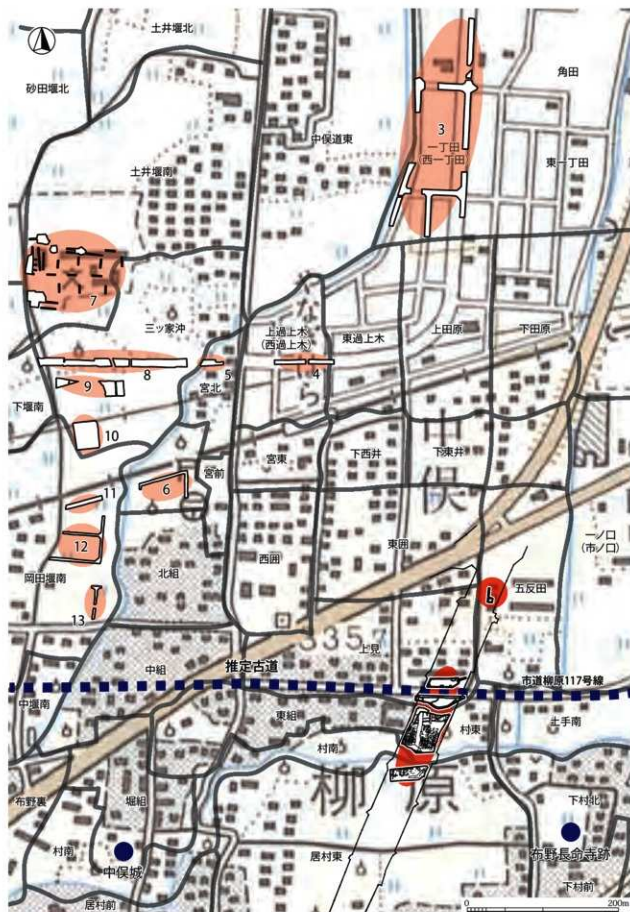 土井堰北
砂田堰北
角田
中俣道東
3
一丁田
(西一丁田)
東一丁田
土井堰南
7
三ッ家沖
上過上木
(西過上木)
東過上木
上田原
下田原
8
5
宮北
4
9
下堰南
10
中俣
宮東
下西井
下東井
宮前
6
11
一ノ口
(市ノ口)
12
岡田堰南
北組
西囲
東囲
五反田
13
335.7
上見
中組
推定古道
市道柳原117号線
中堰南
東組
村東
土手南
村南
柳原
布野裏
堀組
村南
居村東
下村北
中俣城
布野長命寺跡
居村前
下村前
0
200m